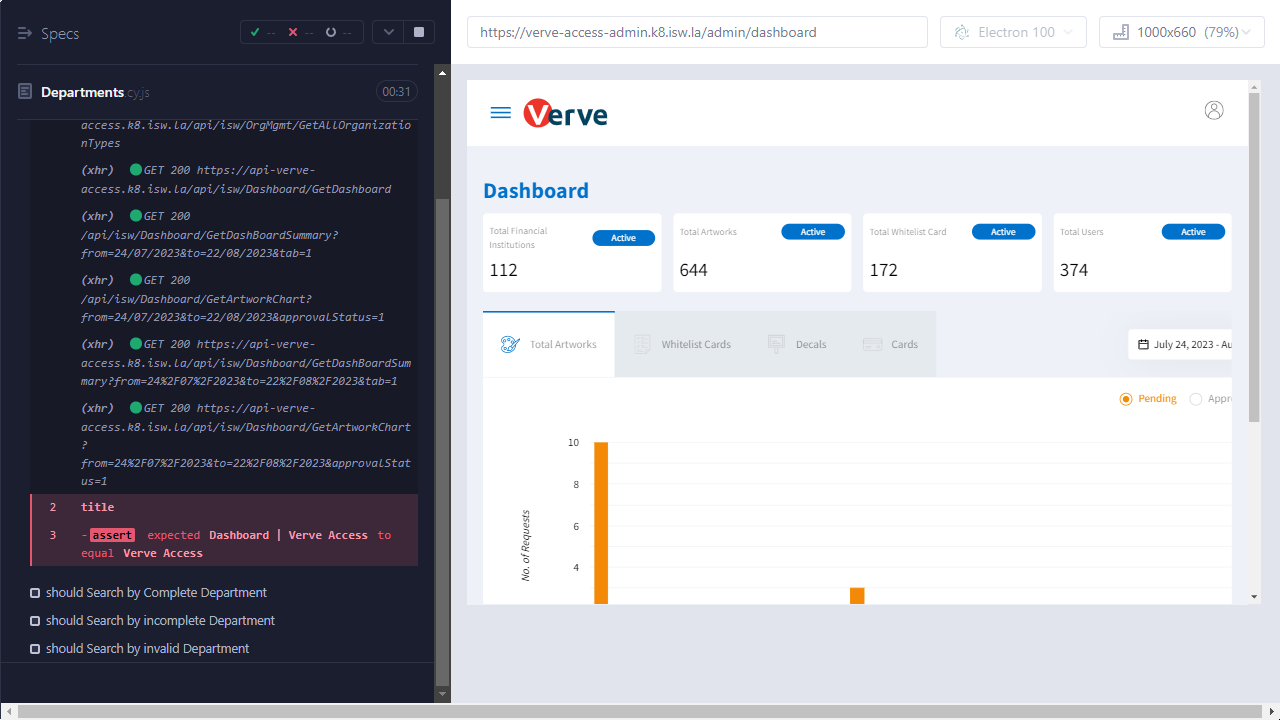 Specs
--
--
--
Departments.cy.js
00:31
access.k8.isw.la/api/isw/OrgMgmt/GetAllOrganizatio
nTypes
(xhr) GET 200 https://api-verve-
access.k8.isw.la/api/isw/Dashboard/GetDashboard
(xhr) GET 200
/api/isw/Dashboard/GetDashBoardSummary?
from=24/07/2023&to=22/08/2023&tab=1
(xhr) GET 200
/api/isw/Dashboard/GetArtworkChart?
from=24/07/2023&to=22/08/2023&approvalStatus=1
(xhr) GET 200 https://api-verve-
access.k8.isw.la/api/isw/Dashboard/GetDashBoardSum
mary?from=24%2F07%2F2023&to=22%2F08%2F2023&tab=1
(xhr) GET 200 https://api-verve-
access.k8.isw.la/api/isw/Dashboard/GetArtworkChart
?
from=24%2F07%2F2023&to=22%2F08%2F2023&approvalStat
us=1
2 title
3 -assert expected Dashboard | Verve Access to
equal Verve Access
should Search by Complete Department
should Search by incomplete Department
should Search by invalid Department
https://verve-access-admin.k8.isw.la/admin/dashboard
Electron 100
1000x660 (79%)
Verve
Dashboard
Total Financial
Institutions
Active
112
Total Artworks
Active
644
Total Whitelist Card
Active
172
Total Users
Active
374
Total Artworks
Whitelist Cards
Decals
Cards
July 24, 2023 - Au
Pending
Appr
10
8
6
4
No. of Requests